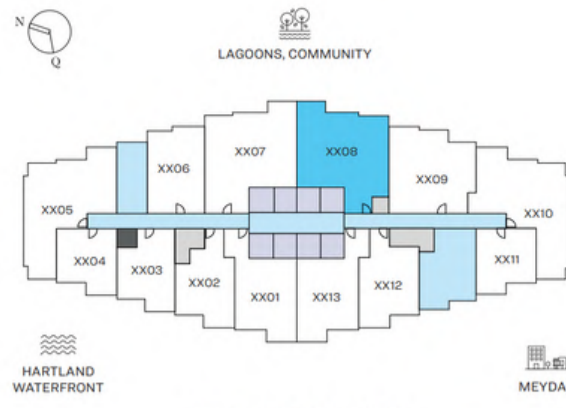 N
Q
LAGOONS, COMMUNITY
XX07
XX08
XX06
XX09
XX05
XX10
XX04
XX03
XX02
XX01
XX13
XX12
XX11
HARTLAND
WATERFRONT
MEYDA